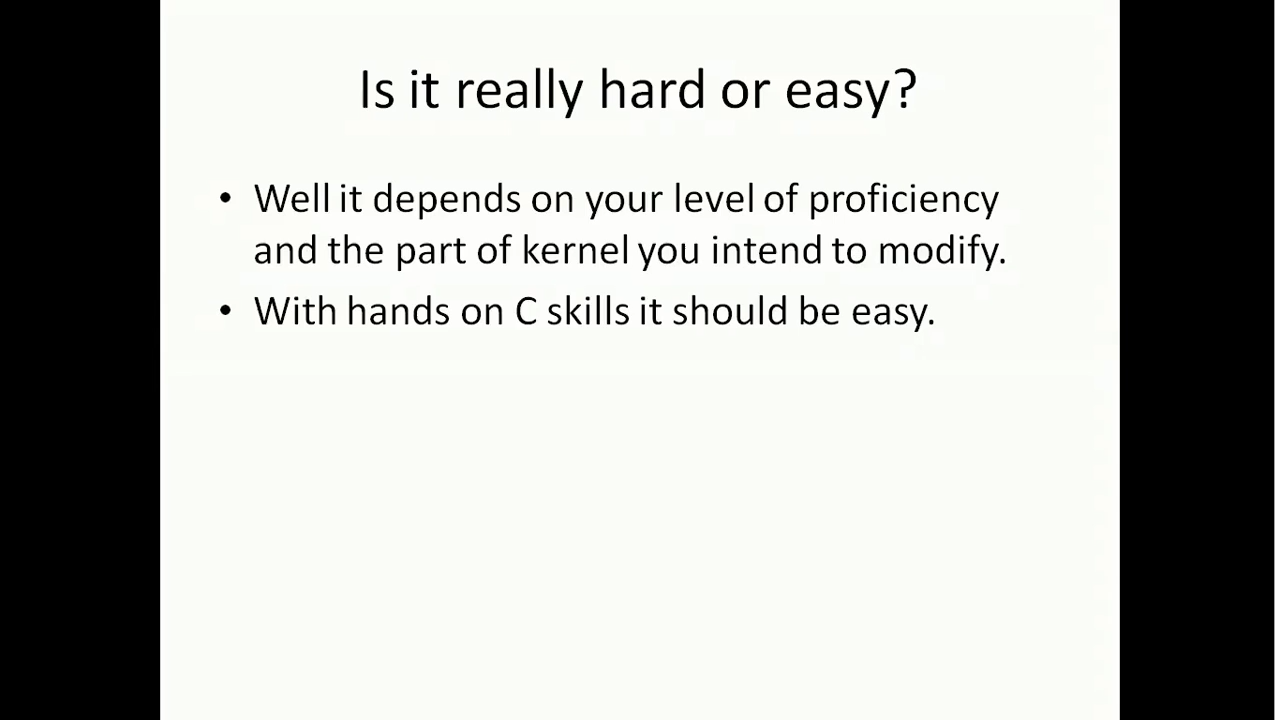 Is it really hard or easy?
• Well it depends on your level of proficiency
and the part of kernel you intend to modify.
• With hands on C skills it should be easy.